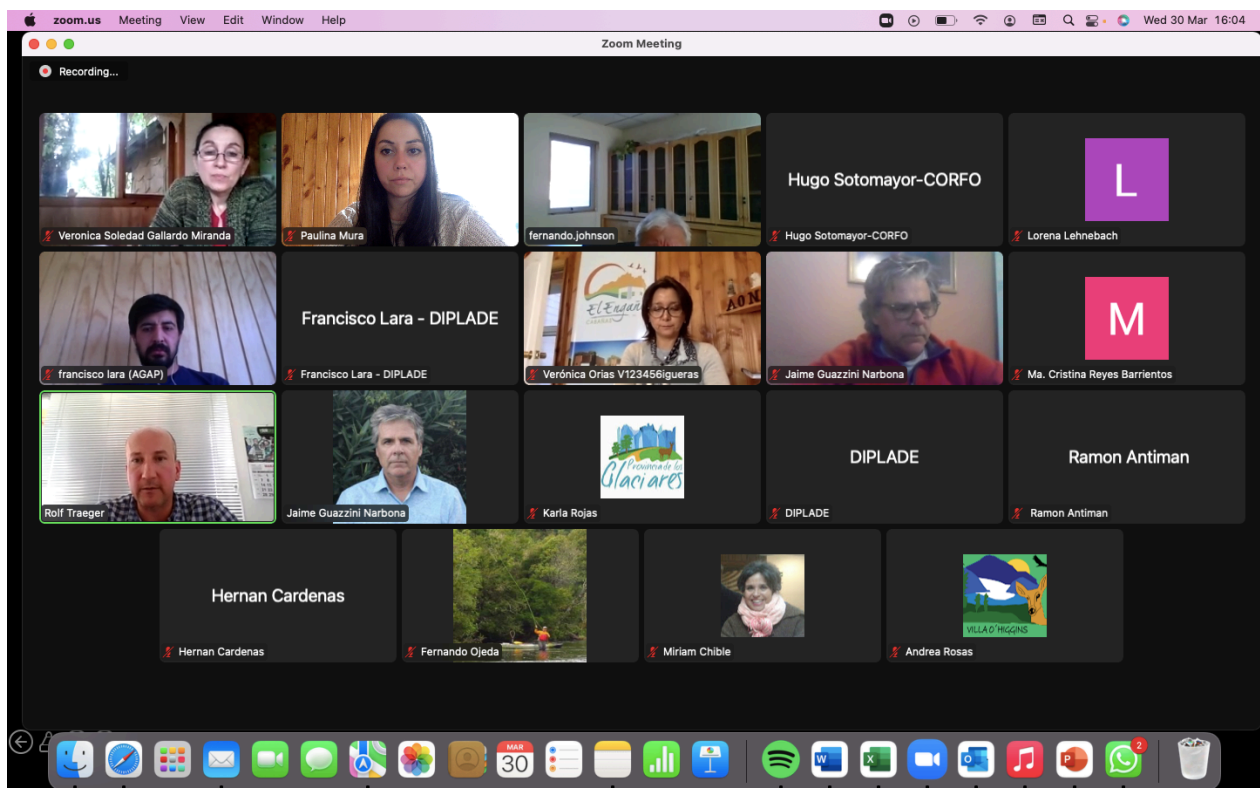 zoom.us Meeting View Edit Window Help Wed 30 Mar 16:04
Zoom Meeting
Recording...
Veronica Soledad Gallardo Miranda
Paulina Mura
fernando.johnson
Hugo Sotomayor-CORFO
Hugo Sotomayor-CORFO
L
Lorena Lehnebach
francisco lara (AGAP)
Francisco Lara - DIPLADE
Francisco Lara - DIPLADE
El Engaño
Verónica Orias V123456igueras
Jaime Guazzini Narbona
M
Ma. Cristina Reyes Barrientos
Rolf Traeger
Jaime Guazzini Narbona
Provincia de los
Glaciares
Karla Rojas
DIPLADE
DIPLADE
Ramon Antiman
Ramon Antiman
Hernan Cardenas
Hernan Cardenas
Fernando Ojeda
Miriam Chible
VILLA O'HIGGINS
Andrea Rosas
MAR
30
W
X
P
2